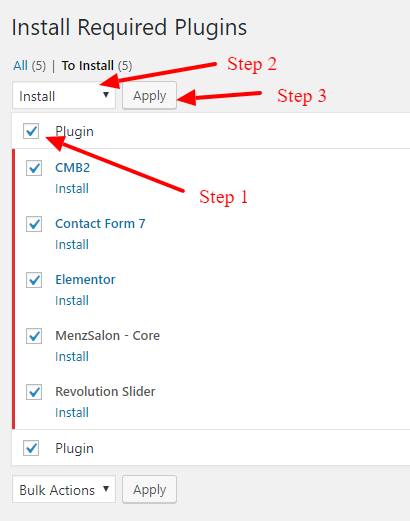 Install Required Plugins
All (5) | To Install (5)
Step 2
Install Apply
Step 3
Plugin
CMB2
Install
Step 1
Contact Form 7
Install
Elementor
Install
MenzSalon - Core
Install
Revolution Slider
Install
Plugin
Bulk Actions Apply